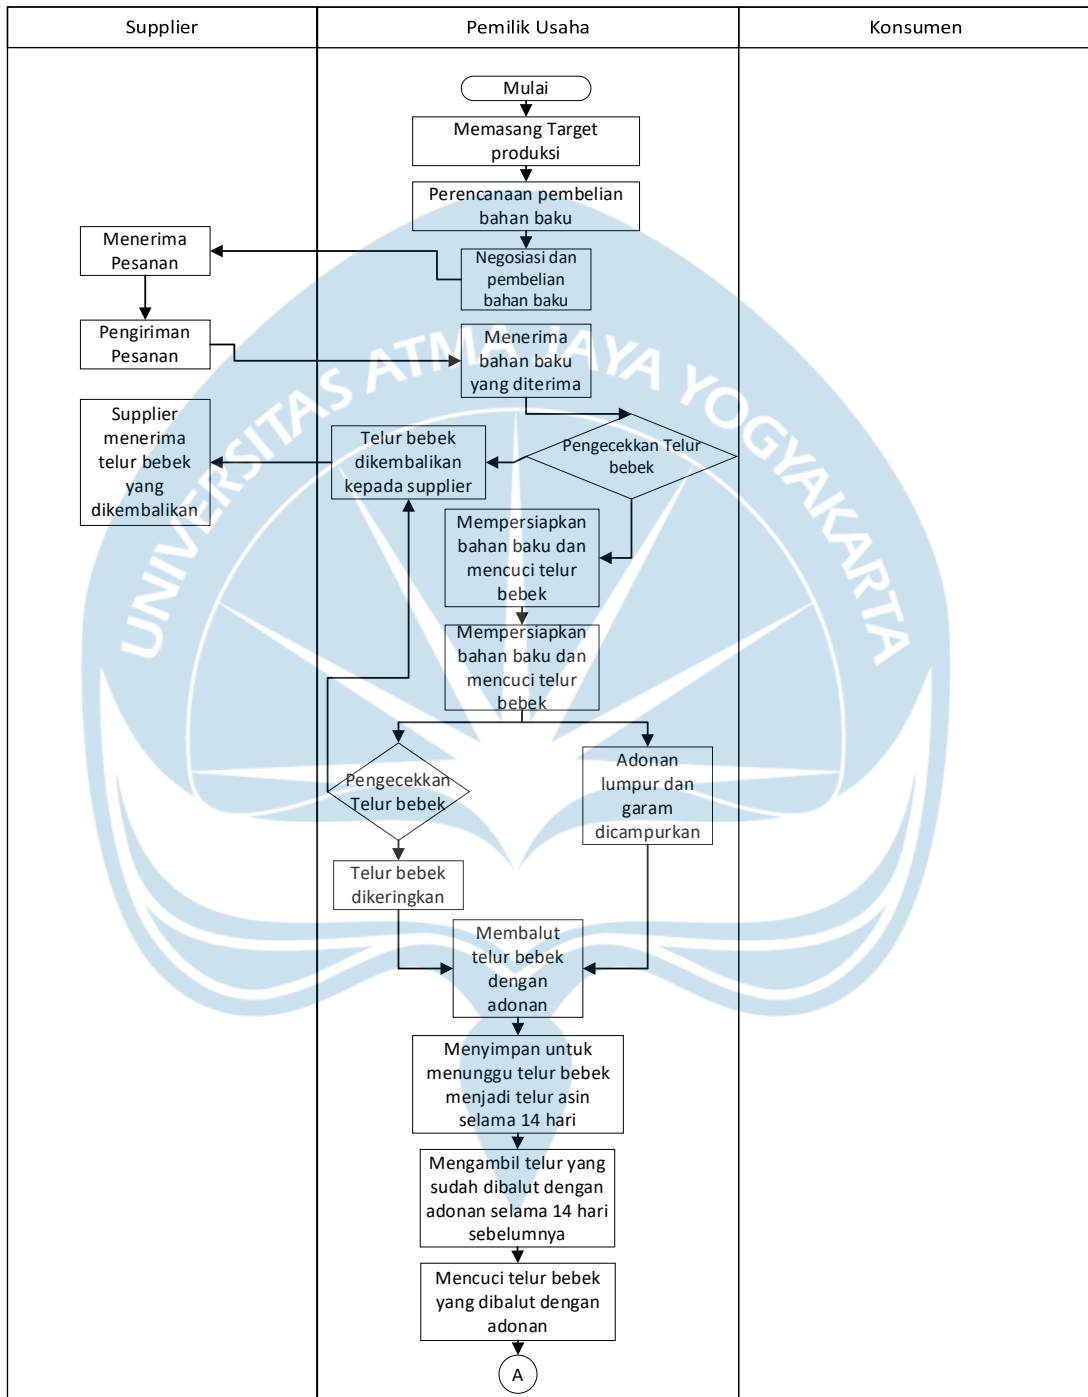 Supplier
Pemilik Usaha
Konsumen
Mulai
Memasang Target
produksi
Perencanaan pembelian
bahan baku
Negosiasi dan
pembelian
bahan baku
Menerima
Pesanan
Pengiriman
Pesanan
Menerima
bahan baku
yang diterima
Pengecekkan Telur
bebek
Telur bebek
dikembalikan
kepada supplier
Supplier
menerima
telur bebek
yang
dikembalikan
Mempersiapkan
bahan baku dan
mencuci telur
bebek
Mempersiapkan
bahan baku dan
mencuci telur
bebek
Pengecekkan
Telur bebek
Adonan
lumpur dan
garam
dicampurkan
Telur bebek
dikeringkan
Membalut
telur bebek
dengan
adonan
Menyimpan untuk
menunggu telur bebek
menjadi telur asin
selama 14 hari
Mengambil telur yang
sudah dibalut dengan
adonan selama 14 hari
sebelumnya
Mencuci telur bebek
yang dibalut dengan
adonan
A
UNIVERSITAS ATMA JAYA YOGYAKARTA